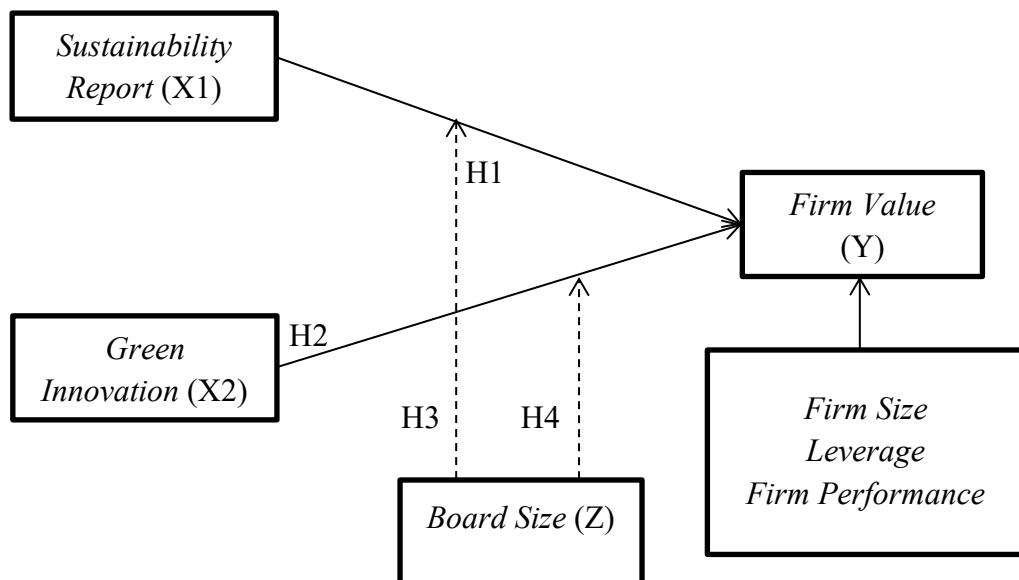 Sustainability
Report (X1)
H1
Firm Value
(Y)
Green
Innovation (X2)
H2
H3
H4
Board Size (Z)
Firm Size
Leverage
Firm Performance